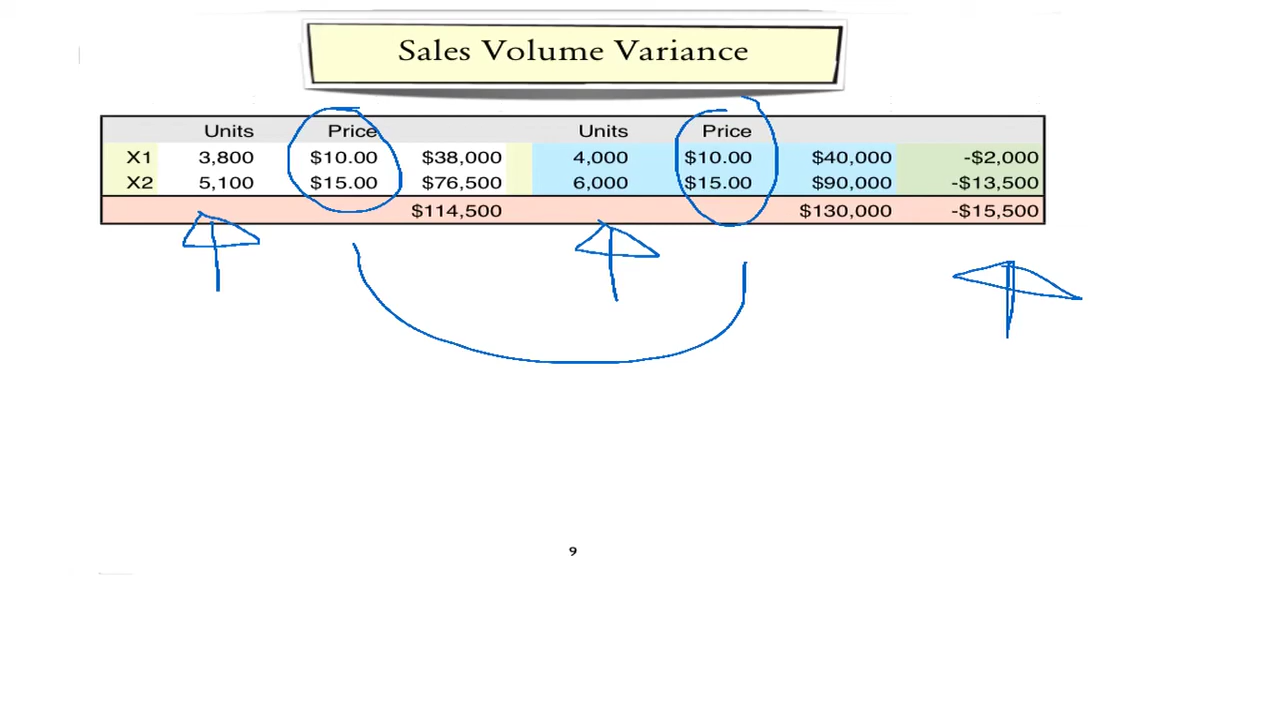 Sales Volume Variance
Units Price Units Price
X1 3,800 $10.00 $38,000 4,000 $10.00 $40,000 -$2,000
X2 5,100 $15.00 $76,500 6,000 $15.00 $90,000 -$13,500
$114,500 $130,000 -$15,500
9